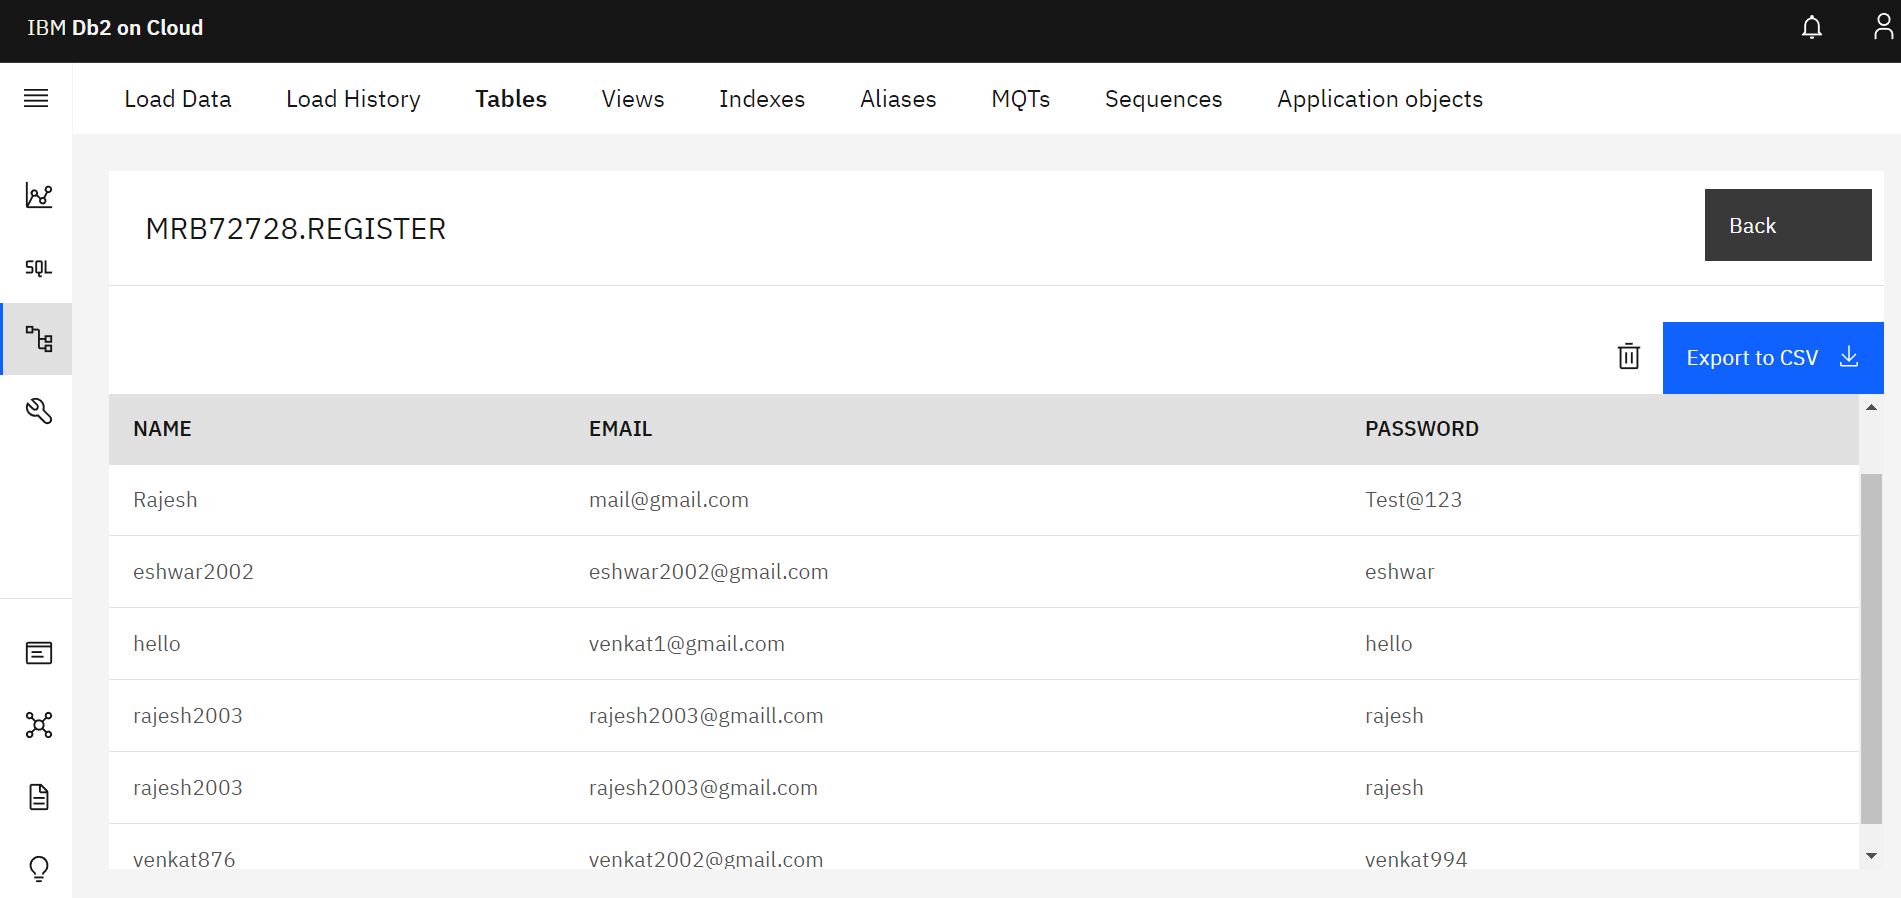 IBM Db2 on Cloud
Load Data Load History Tables Views Indexes Aliases MQTs Sequences Application objects
MRB72728.REGISTER
Back
SQL
Export to CSV
NAME EMAIL PASSWORD
Rajesh mail@gmail.com Test@123
eshwar2002 eshwar2002@gmail.com eshwar
hello venkat1@gmail.com hello
rajesh2003 rajesh2003@gmaill.com rajesh
rajesh2003 rajesh2003@gmail.com rajesh
venkat876 venkat2002@gmail.com venkat994